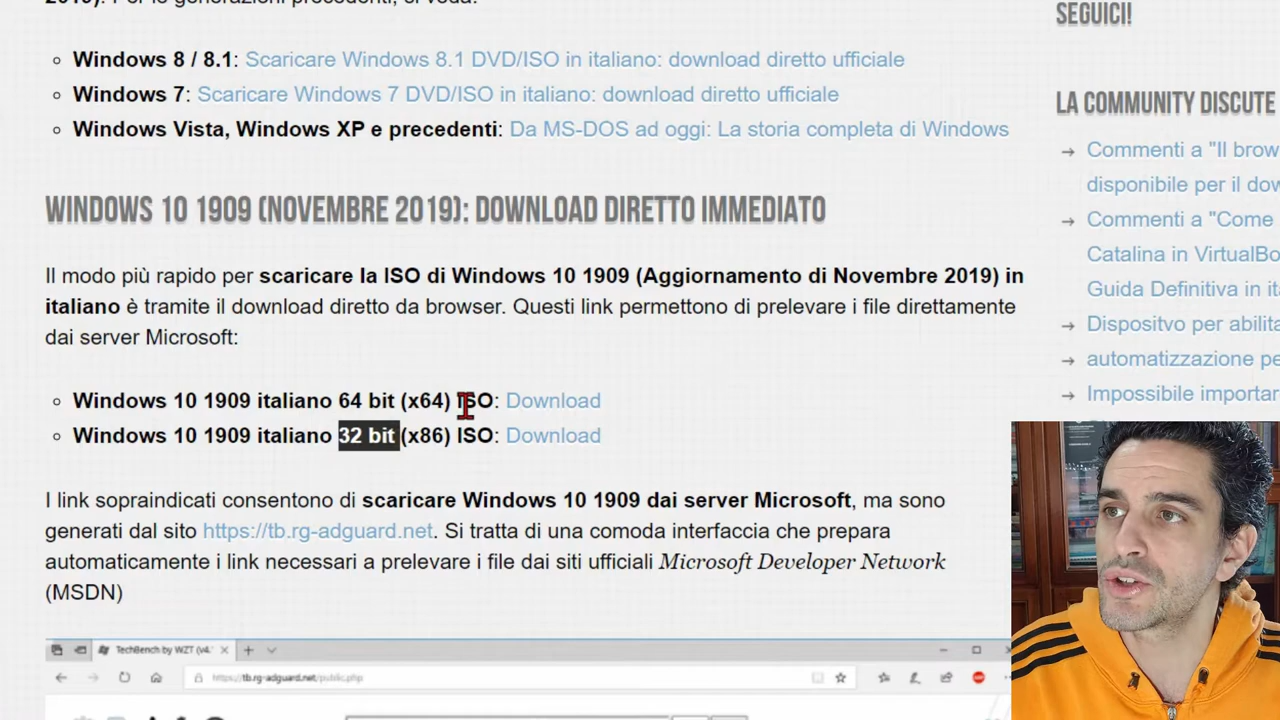 2019). Per le generazioni precedenti, si veda:
Windows 8 / 8.1: Scaricare Windows 8.1 DVD/ISO in italiano: download diretto ufficiale
Windows 7: Scaricare Windows 7 DVD/ISO in italiano: download diretto ufficiale
Windows Vista, Windows XP e precedenti: Da MS-DOS ad oggi: La storia completa di Windows
WINDOWS 10 1909 (NOVEMBRE 2019): DOWNLOAD DIRETTO IMMEDIATO
Il modo più rapido per scaricare la ISO di Windows 10 1909 (Aggiornamento di Novembre 2019) in
italiano è tramite il download diretto da browser. Questi link permettono di prelevare i file direttamente
dai server Microsoft:
Windows 10 1909 italiano 64 bit (x64) ISO: Download
Windows 10 1909 italiano 32 bit (x86) ISO: Download
I link sopraindicati consentono di scaricare Windows 10 1909 dai server Microsoft, ma sono
generati dal sito https://tb.rg-adguard.net. Si tratta di una comoda interfaccia che prepara
automaticamente i link necessari a prelevare i file dai siti ufficiali Microsoft Developer Network
(MSDN)
TechBench by WZT (v4.
https://tb.rg-adguard.net/public.php
SEGUICI!
LA COMMUNITY DISCUTE
Commenti a "Il brow
disponibile per il dow
Commenti a "Come
Catalina in VirtualBo
Guida Definitiva in ita
Dispositvo per abilita
automatizzazione pe
Impossibile importar